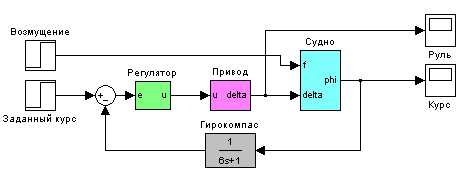 Возмущение
Судно
Руль
Регулятор
Привод
f
phi
delta
e u
u delta
Заданный курс
Курс
Гирокомпас
1
6s+1